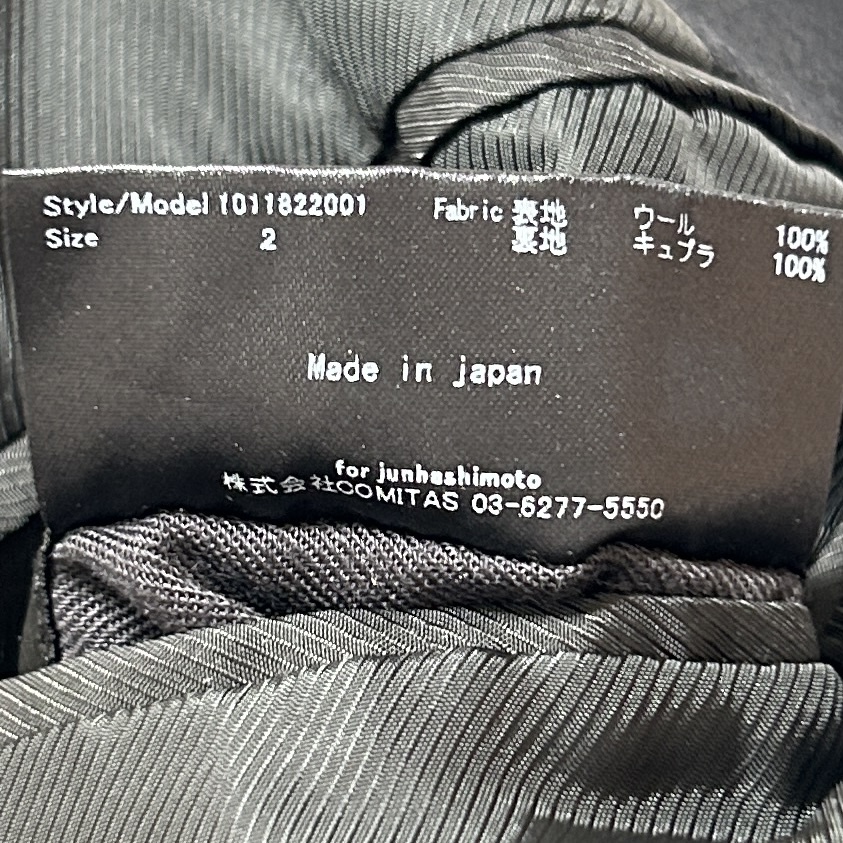 Style/Model 1011822001 Fabric 表地 ウール 100%
Size 2 裏地 キュプラ 100%
Made in japan
for junhashimoto
株式会社COMITAS 03-6277-5550